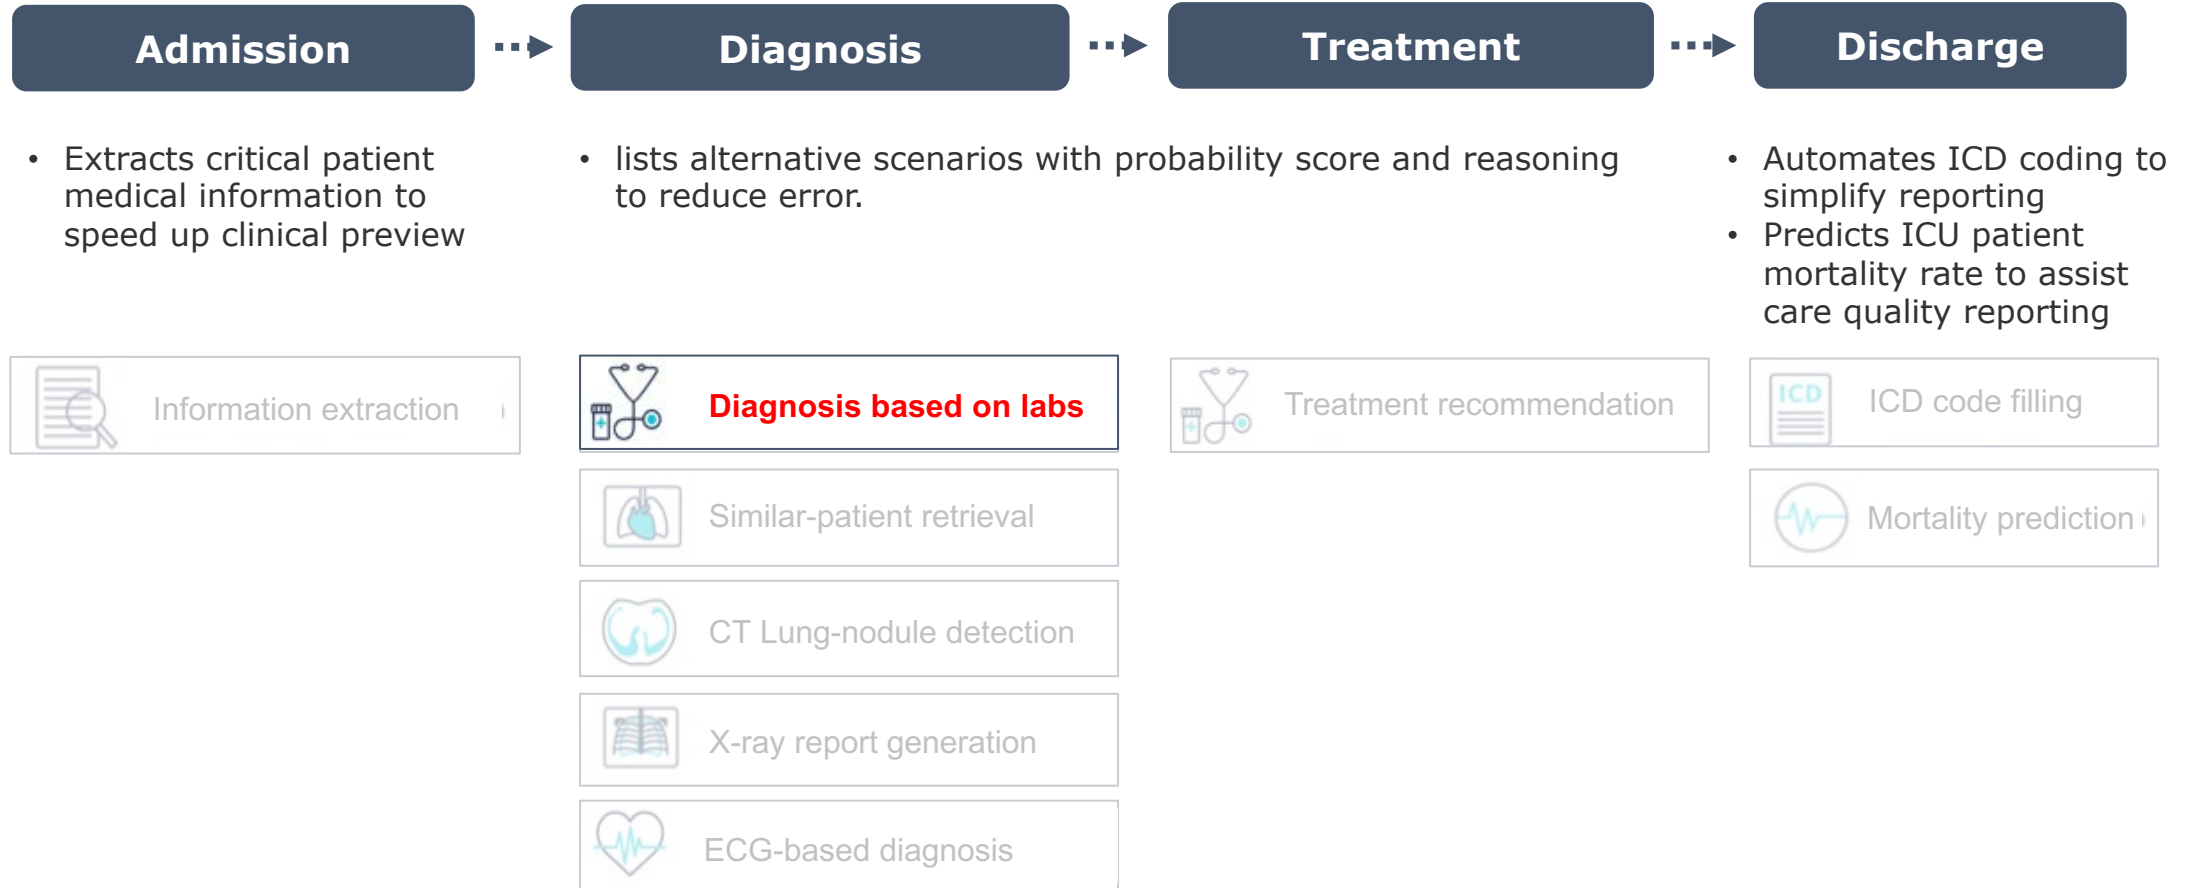 Admission
Diagnosis
Treatment
Discharge
• Extracts critical patient
medical information to
speed up clinical preview
• lists alternative scenarios with probability score and reasoning
to reduce error.
• Automates ICD coding to
simplify reporting
• Predicts ICU patient
mortality rate to assist
care quality reporting
Information extraction
Diagnosis based on labs
Similar-patient retrieval
CT Lung-nodule detection
X-ray report generation
ECG-based diagnosis
Treatment recommendation
ICD
ICD code filling
Mortality prediction